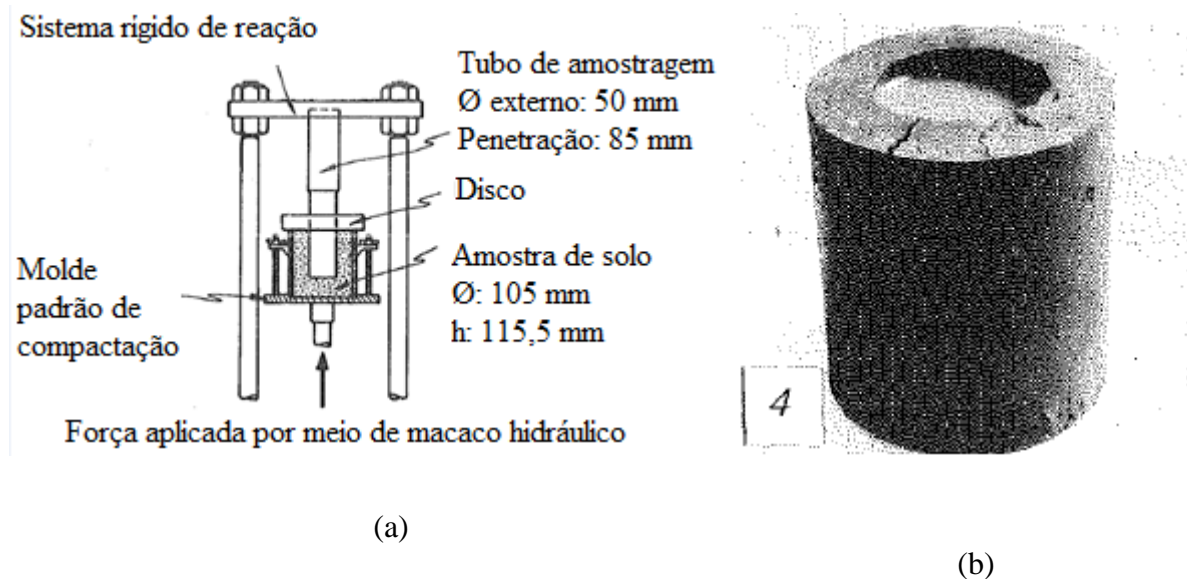 Sistema rígido de reação
Tubo de amostragem
Ø externo: 50 mm
Penetração: 85 mm
Disco
Amostra de solo
Ø: 105 mm
h: 115,5 mm
Molde
padrão de
compactação
Força aplicada por meio de macaco hidráulico
4
(a)
(b)